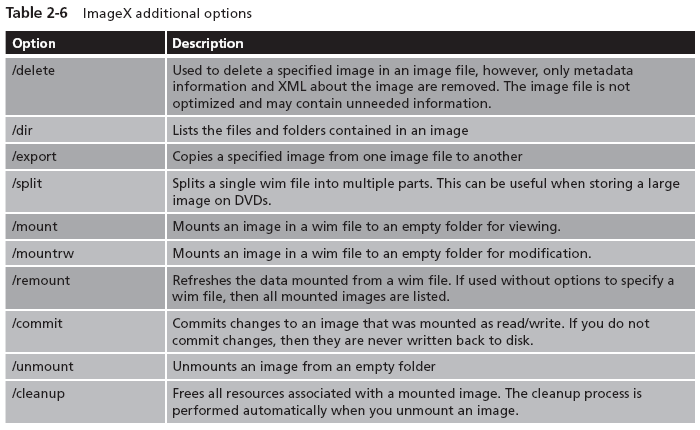 Table 2-6 ImageX additional options
Option Description
/delete Used to delete a specified image in an image file, however, only metadata
information and XML about the image are removed. The image file is not
optimized and may contain unneeded information.
/dir Lists the files and folders contained in an image
/export Copies a specified image from one image file to another
/split Splits a single wim file into multiple parts. This can be useful when storing a large
image on DVDs.
/mount Mounts an image in a wim file to an empty folder for viewing.
/mountrw Mounts an image in a wim file to an empty folder for modification.
/remount Refreshes the data mounted from a wim file. If used without options to specify a
wim file, then all mounted images are listed.
/commit Commits changes to an image that was mounted as read/write. If you do not
commit changes, then they are never written back to disk.
/unmount Unmounts an image from an empty folder
/cleanup Frees all resources associated with a mounted image. The cleanup process is
performed automatically when you unmount an image.